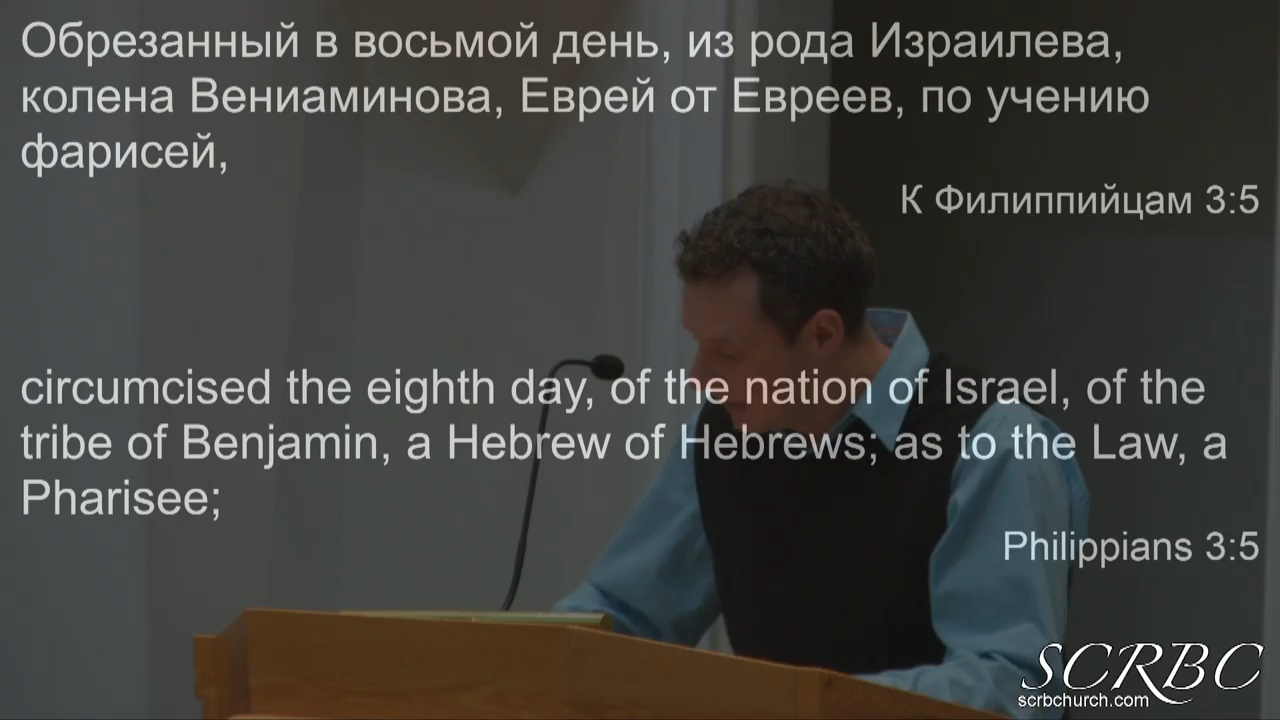 Обрезанный в восьмой день, из рода Израилева,
колена Вениаминова, Еврей от Евреев, по учению
фарисей,
К Филиппийцам 3:5
circumcised the eighth day, of the nation of Israel, of the
tribe of Benjamin, a Hebrew of Hebrews; as to the Law, a
Pharisee;
Philippians 3:5
SCRBC
scrbchurch.com